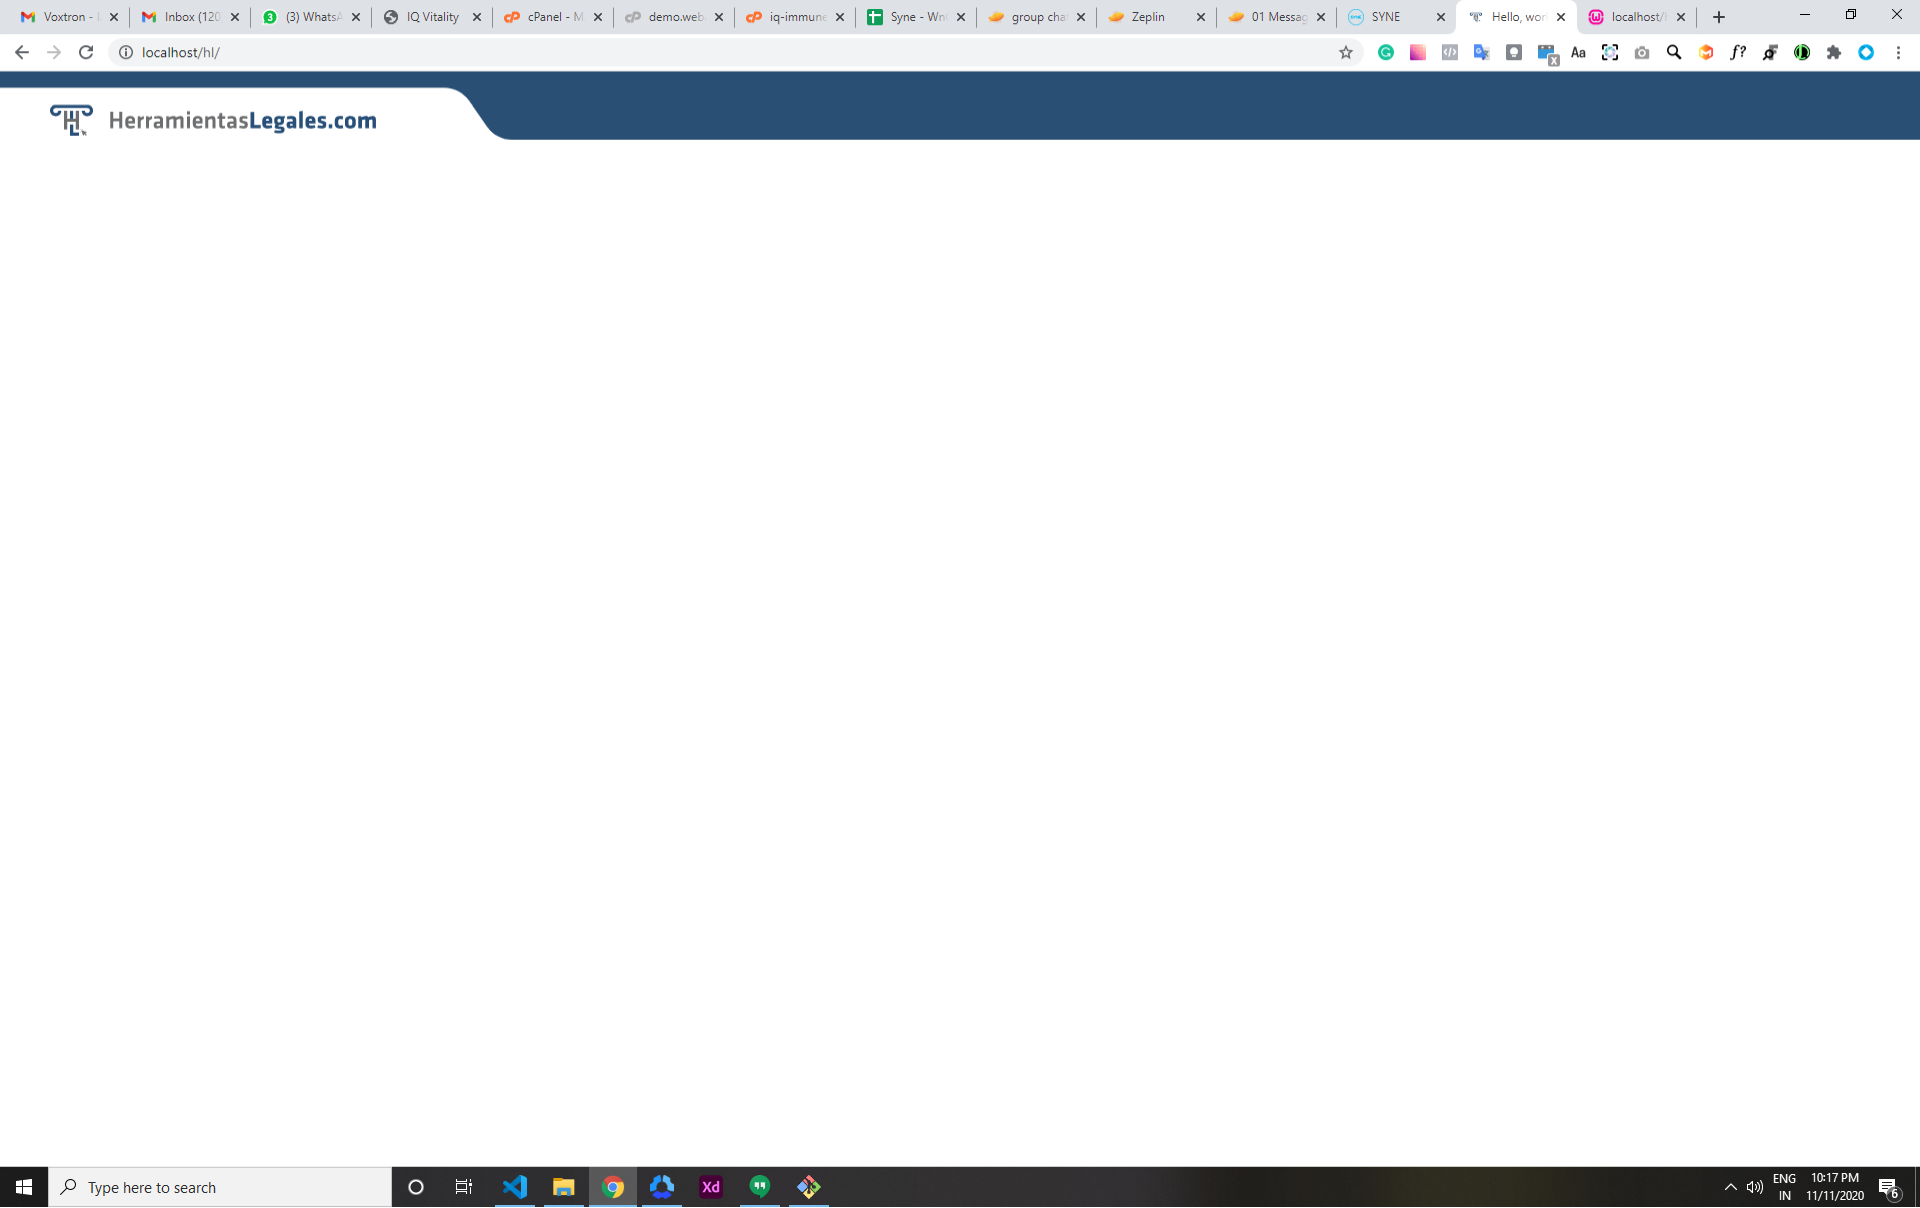 Voxtron -
Inbox (120
(3) WhatsA
IQ Vitality
cPanel - M
demo.web
iq-immune
Syne - Wn
group cha
Zeplin
01 Messag
SYNE
Hello, wor
localhost/
localhost/hl/
HerramientasLegales.com
Type here to search
Xd
ENG
IN
10:17 PM
11/11/2020
6